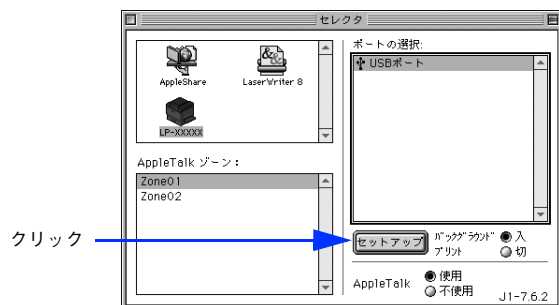 セレクタ
AppleShare
LaserWriter 8
LP-XXXXX
AppleTalk ゾーン：
Zone01
Zone02
ポートの選択:
USBポート
クリック
セットアップ
バックグラウンド
プリント
入
切
AppleTalk
使用
不使用
J1-7.6.2